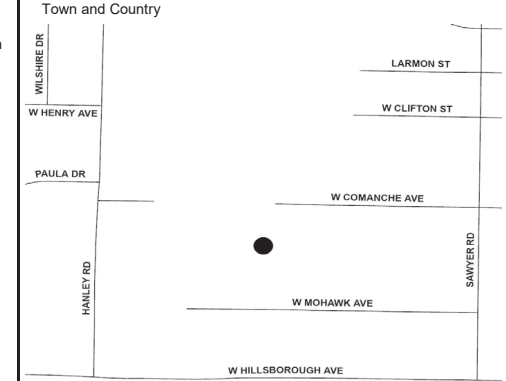 Town and Country
WILSHIRE DR
LARMON ST
W CLIFTON ST
W HENRY AVE
PAULA DR
W COMANCHE AVE
SAWYER RD
HANLEY RD
W MOHAWK AVE
W HILLSBOROUGH AVE